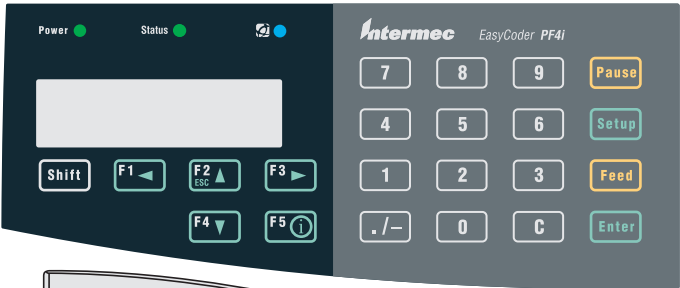 Power Status
Intermec EasyCoder PF4i
7 8 9 Pause
4 5 6 Setup
Shift F1 F2 ESC F3
1 2 3 Feed
F4 F5 i
./– 0 C Enter